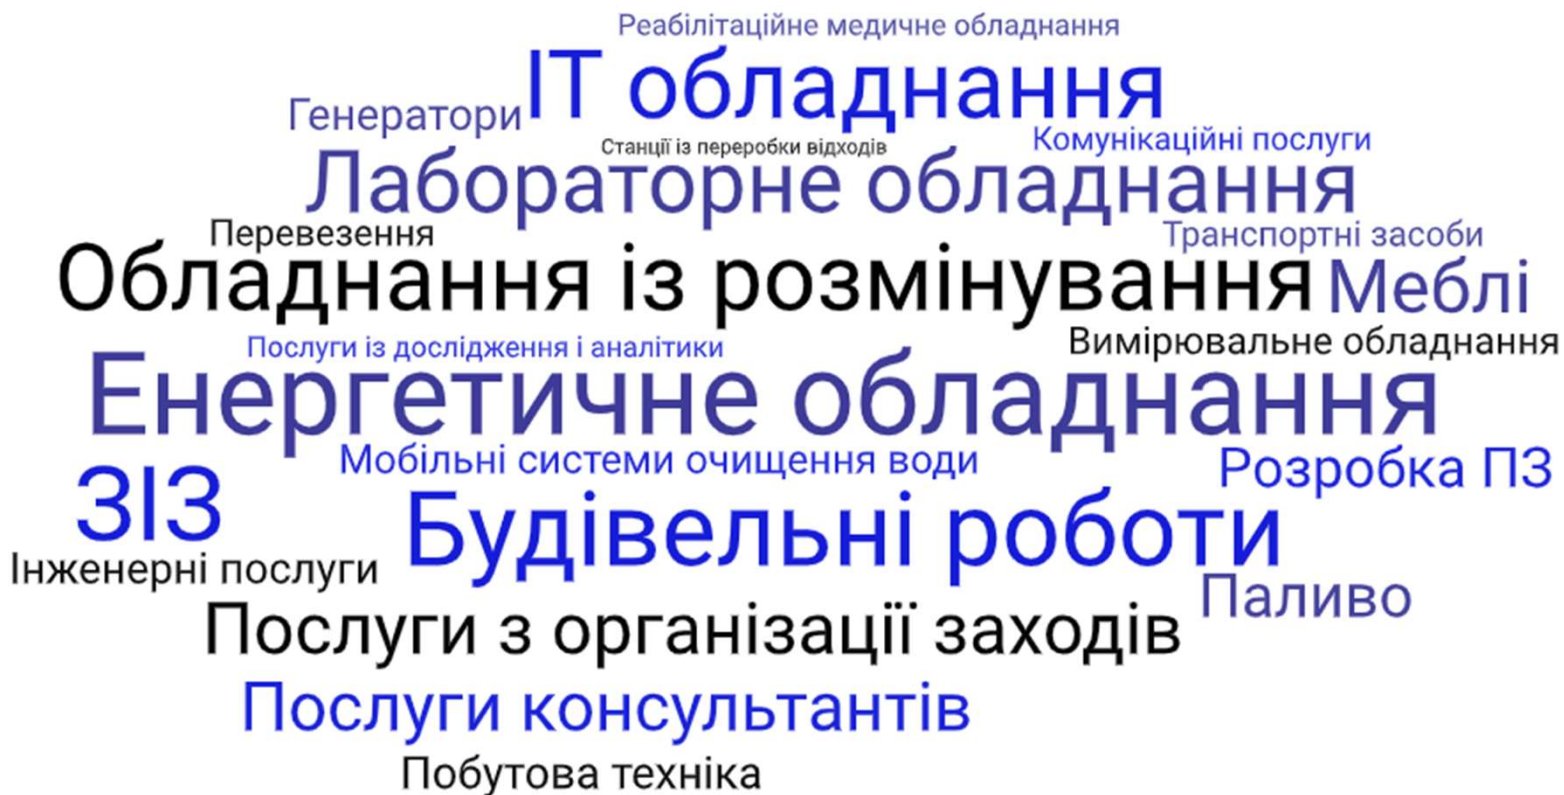 Реабілітаційне медичне обладнання
ІТ обладнання
Генератори
Станції із переробки відходів
Комунікаційні послуги
Лабораторне обладнання
Перевезення
Транспортні засоби
Обладнання із розмінування
Меблі
Послуги із дослідження і аналітики
Вимірювальне обладнання
Енергетичне обладнання
Мобільні системи очищення води
Розробка ПЗ
ЗІЗ
Будівельні роботи
Інженерні послуги
Паливо
Послуги з організації заходів
Послуги консультантів
Побутова техніка